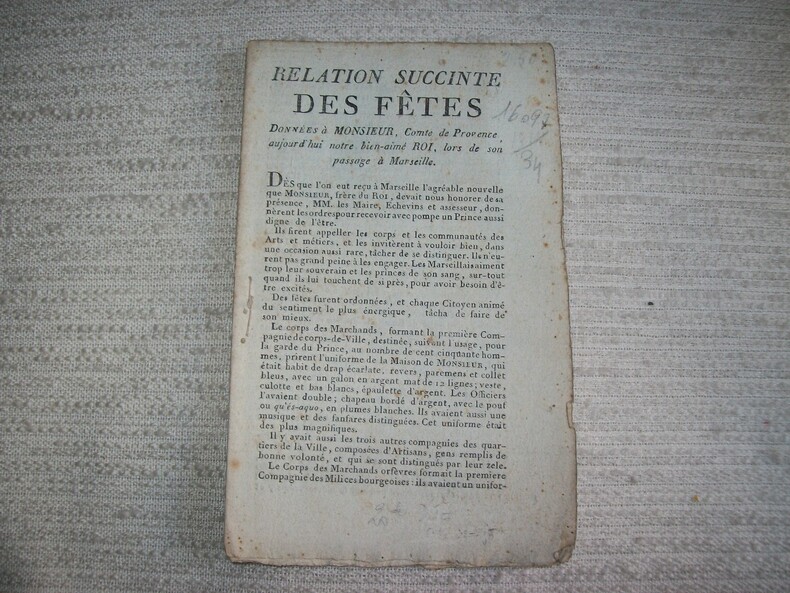 RELATION SUCCINTE
DES FÊTES
DONNÉES à MONSIEUR, Comte de Provence,
aujourd'hui notre bien-aimé ROI, lors de son
passage à Marseille.
16092
34
DÈS que l'on eut reçu à Marseille l'agréable nouvelle
que MONSIEUR, frère du ROI, devait nous honorer de sa
présence, MM. les Maire, Echevins et assesseur, don-
nèrent les ordres pour recevoir avec pompe un Prince aussi
digne de l'être.
Ils firent appeller les corps et les communautés des
Arts et métiers, et les invitèrent à vouloir bien, dans
une occasion aussi rare, tâcher de se distinguer. Ils n'eu-
rent pas grand peine à les engager. Les Marseillais aiment
trop leur souverain et les princes de son sang, sur-tout
quand ils lui touchent de si près, pour avoir besoin d'ê-
tre excités.
Des fêtes furent ordonnées, et chaque Citoyen animé
du sentiment le plus énergique, tâcha de faire de
son mieux.
Le corps des Marchands, formant la première Com-
pagnie de corps-de-Ville, destinée, suivant l'usage, pour
la garde du Prince, au nombre de cent cinquante hom-
mes, prirent l'uniforme de la Maison de MONSIEUR, qui
était habit de drap écarlate, revers, paremens et collet
bleus, avec un galon en argent mat de 12 lignes; veste,
culotte et bas blancs, épaulette d'argent. Les Officiers
l'avaient double; chapeau bordé d'argent, avec le pouf
ou qu'és-aquo, en plumes blanches. Ils avaient aussi une
musique et des fanfares distinguées. Cet uniforme était
des plus magnifiques.
Il y avait aussi les trois autres compagnies des quar-
tiers de la Ville, composées d'Artisans, gens remplis de
bonne volonté, et qui se sont distingués par leur zele.
Le Corps des Marchands orfèvres formait la premiere
Compagnie des Milices bourgeoises: ils avaient un unifor-